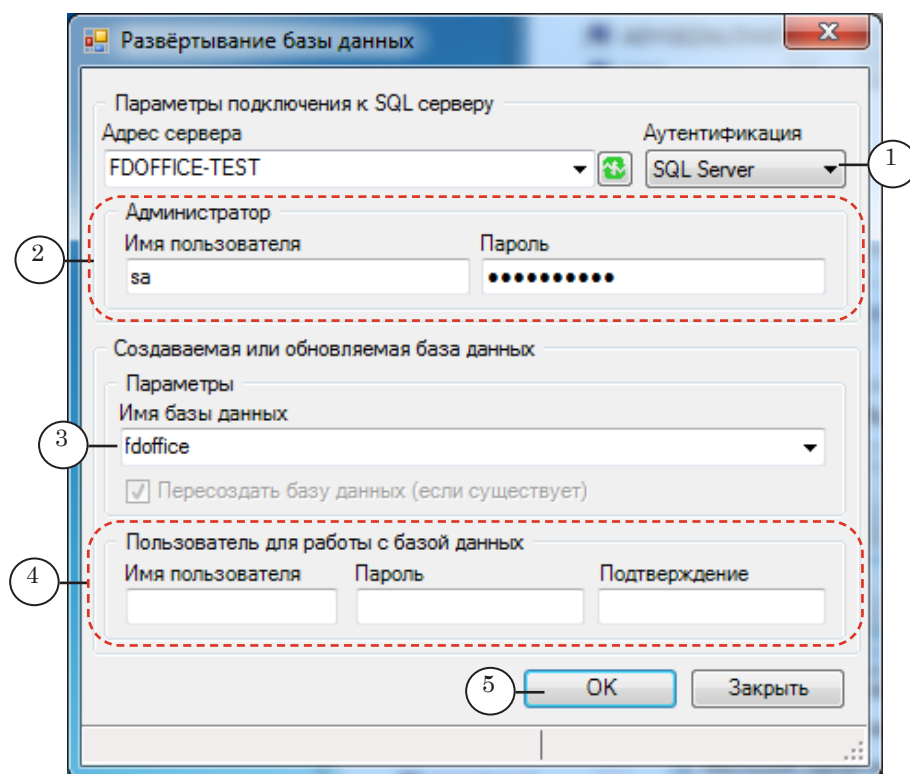 Развёртывание базы данных
Параметры подключения к SQL серверу
Адрес сервера Аутентификация
FDOFFICE-TEST SQL Server 1
Администратор
2 Имя пользователя Пароль
sa ●●●●●●●●●●
Создаваемая или обновляемая база данных
Параметры
Имя базы данных
3 fdoffice
Пересоздать базу данных (если существует)
Пользователь для работы с базой данных
4 Имя пользователя Пароль Подтверждение
5 OK Закрыть